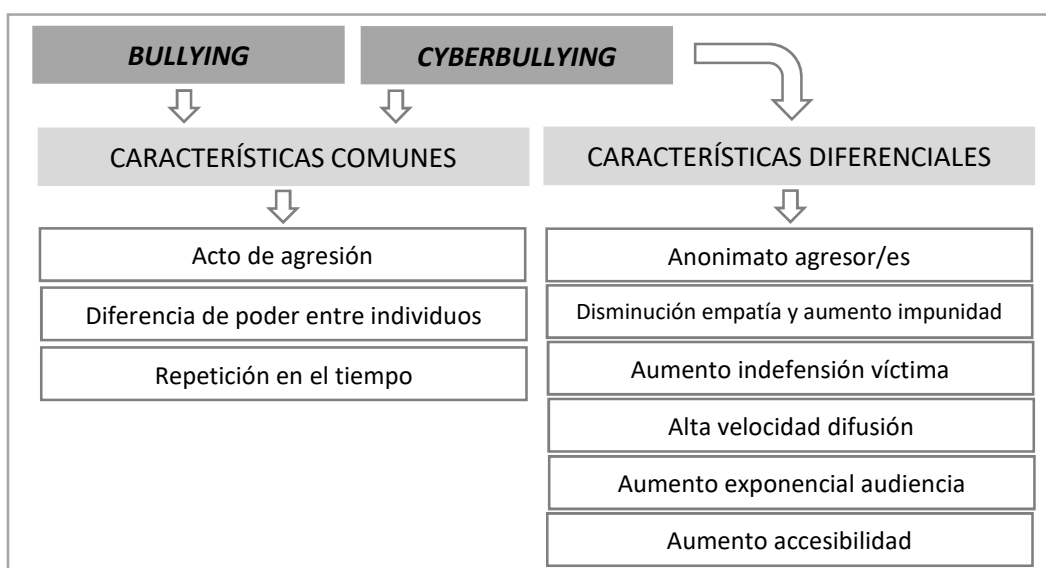 BULLYING
CYBERBULLYING
CARACTERÍSTICAS COMUNES
Acto de agresión
Diferencia de poder entre individuos
Repetición en el tiempo
CARACTERÍSTICAS DIFERENCIALES
Anonimato agresor/es
Disminución empatía y aumento impunidad
Aumento indefensión víctima
Alta velocidad difusión
Aumento exponencial audiencia
Aumento accesibilidad